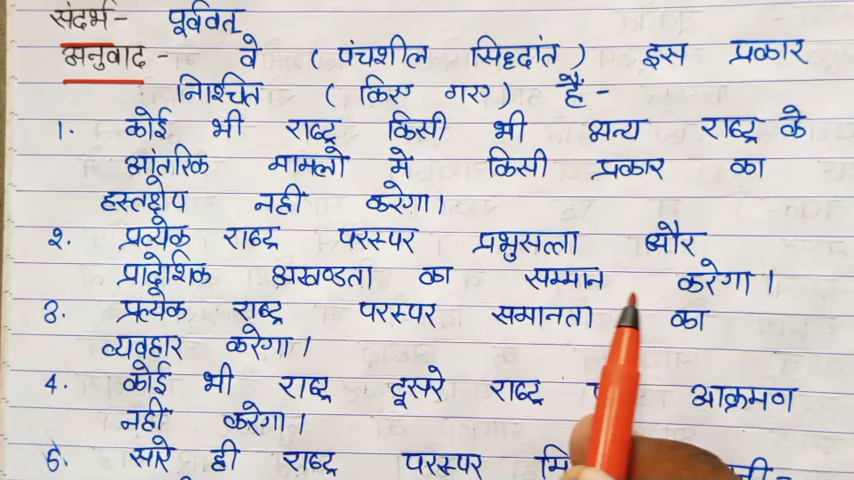 संदर्भ- पूर्ववत्
अनुवाद - वे ( पंचशील सिद्दांत ) इस प्रकार
निश्चित ( किए गए ) हैं -
1. कोई भी राष्ट्र किसी भी अन्य राष्ट्र के
आंतरिक मामलो में किसी प्रकार का
हस्तक्षेप नहीं करेगा।
२. प्रत्येक राष्ट्र परस्पर प्रभुसत्ता और
प्रादेशिक अखण्डता का सम्मान करेगा।
3. प्रत्येक राष्ट्र परस्पर समानता का
व्यवहार करेगा।
4. कोई भी राष्ट्र दूसरे राष्ट्र आक्रमण
नहीं करेगा।
5. सारे ही राष्ट्र परस्पर